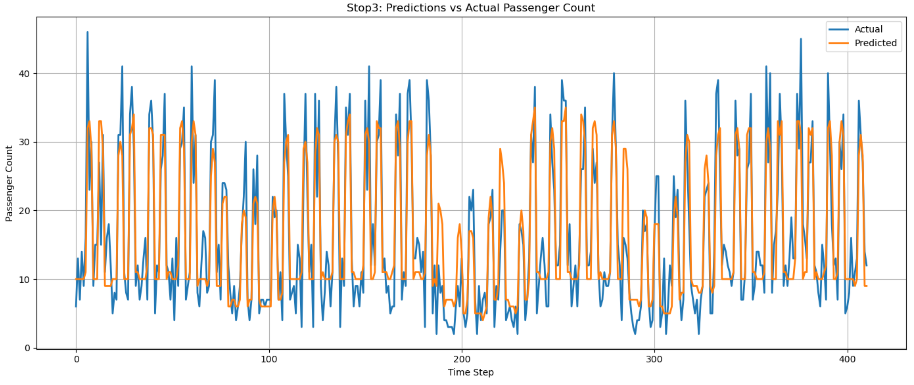 Stop3: Predictions vs Actual Passenger Count
Actual
Predicted
Passenger Count
40
30
20
10
0
0 100 200 300 400
Time Step